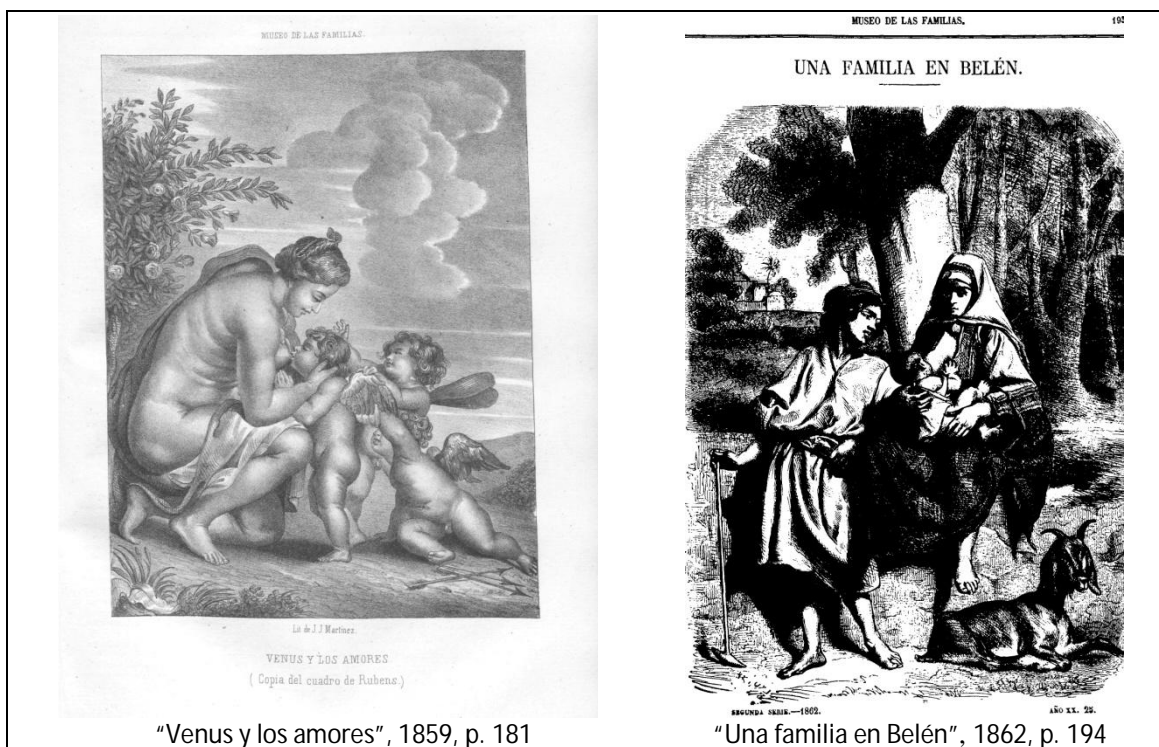 MUSEO DE LAS FAMILIAS.
Lit de J.J Martinez.
VENUS Y LOS AMORES
( Copia del cuadro de Rubens.)
"Venus y los amores", 1859, p. 181
MUSEO DE LAS FAMILIAS. 193
UNA FAMILIA EN BELÉN.
SEGUNDA SERIE.—1862. AÑO XX. 25.
"Una familia en Belén", 1862, p. 194